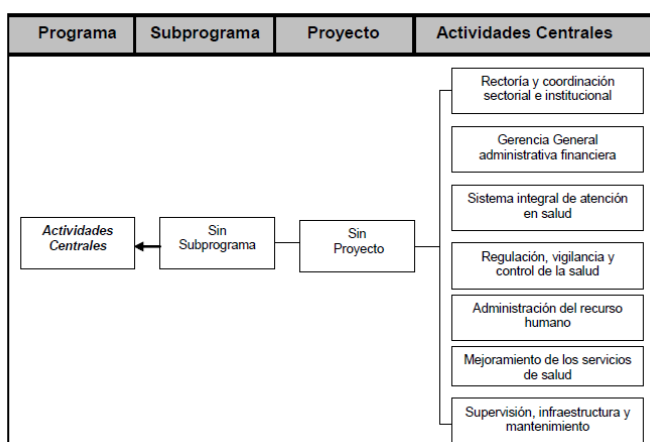 Programa
Subprograma
Proyecto
Actividades Centrales
Rectoría y coordinación
sectorial e institucional
Gerencia General
administrativa financiera
Sistema integral de atención
en salud
Actividades
Centrales
Sin
Subprograma
Sin
Proyecto
Regulación, vigilancia y
control de la salud
Administración del recurso
humano
Mejoramiento de los servicios
de salud
Supervisión, infraestructura y
mantenimiento